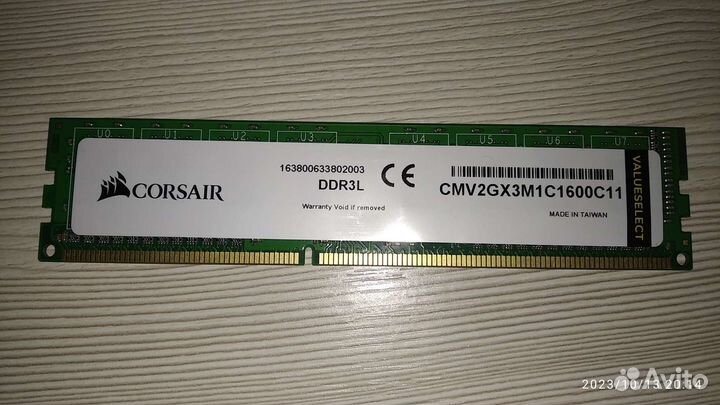 U0 U1 U2 U3 U4 U5 U6 U7
163800633802003
DDR3L
CE
CORSAIR
Warranty Void if removed
CMV2GX3M1C1600C11
MADE IN TAIWAN
VALUESELECT
2023/10/13 20:14
Avito